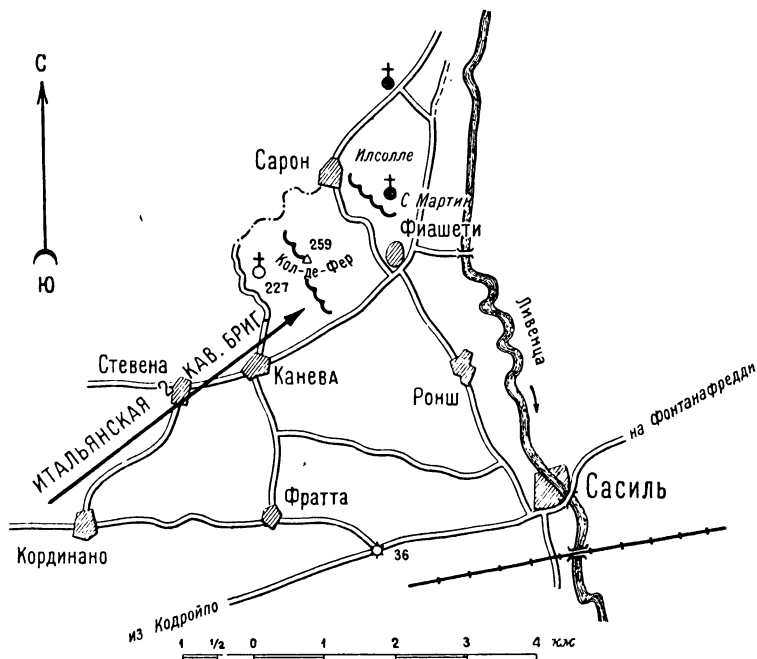 С
Ю
Сарон
Илсолле
С Мартин
Фиашети
259
Кол-де-Фер
227
Ливенца
ИТАЛЬЯНСКАЯ 2 КАВ. БРИГ.
Стевена
Канева
Ронш
на Фонтанафредди
Сасиль
Фратта
Кординано
36
из Кодройпо
1 1/2 0 1 2 3 4 км